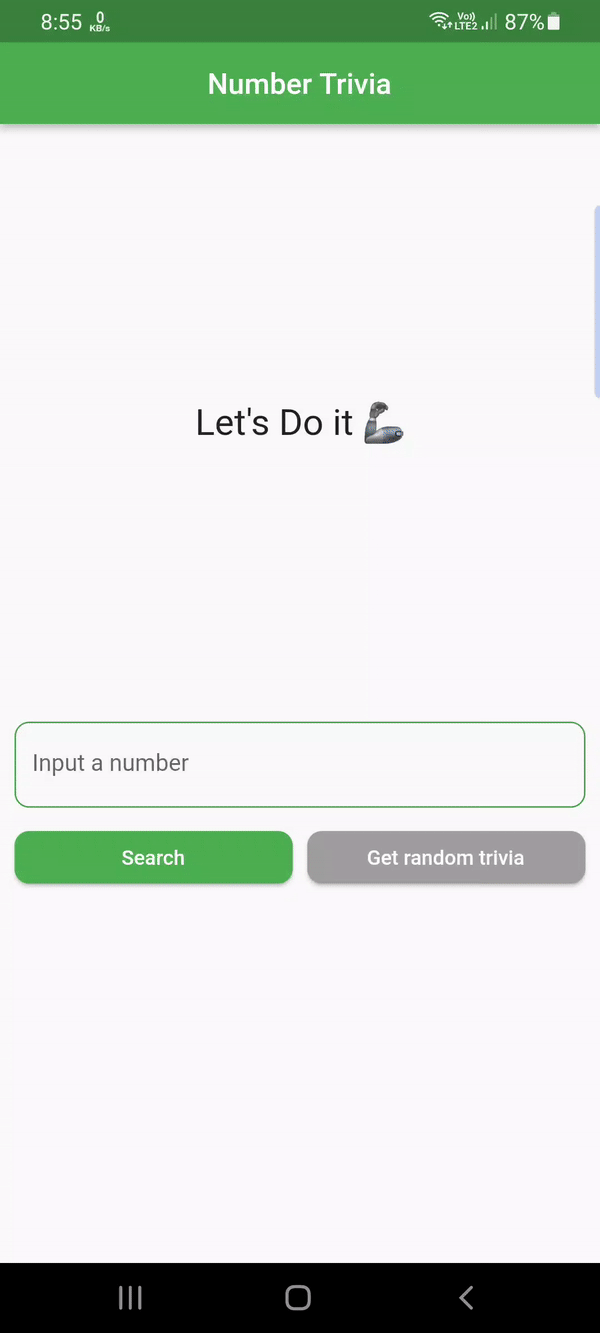 8:55 0 KB/s Vo)) LTE2 87%
Number Trivia
Let's Do it 🦾
Input a number
Search Get random trivia